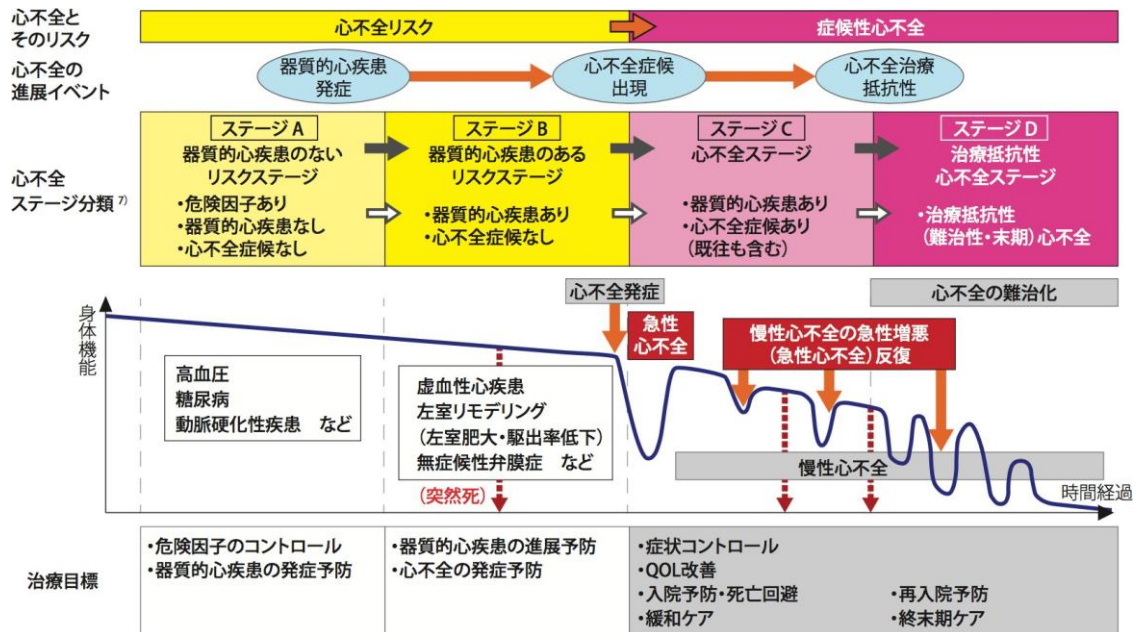 心不全と
そのリスク
心不全リスク
症候性心不全
心不全の
進展イベント
器質的心疾患
発症
心不全症候
出現
心不全治療
抵抗性
心不全
ステージ分類 7)
ステージA
器質的心疾患のない
リスクステージ
・危険因子あり
・器質的心疾患なし
・心不全症候なし
ステージB
器質的心疾患のある
リスクステージ
・器質的心疾患あり
・心不全症候なし
ステージC
心不全ステージ
・器質的心疾患あり
・心不全症候あり
(既往も含む)
ステージD
治療抵抗性
心不全ステージ
・治療抵抗性
(難治性・末期)心不全
身体機能
心不全発症
心不全の難治化
急性
心不全
慢性心不全の急性増悪
(急性心不全)反復
高血圧
糖尿病
動脈硬化性疾患 など
虚血性心疾患
左室リモデリング
(左室肥大・駆出率低下)
無症候性弁膜症 など
(突然死)
慢性心不全
時間経過
治療目標
・危険因子のコントロール
・器質的心疾患の発症予防
・器質的心疾患の進展予防
・心不全の発症予防
・症状コントロール
・QOL改善
・入院予防・死亡回避
・緩和ケア
・再入院予防
・終末期ケア